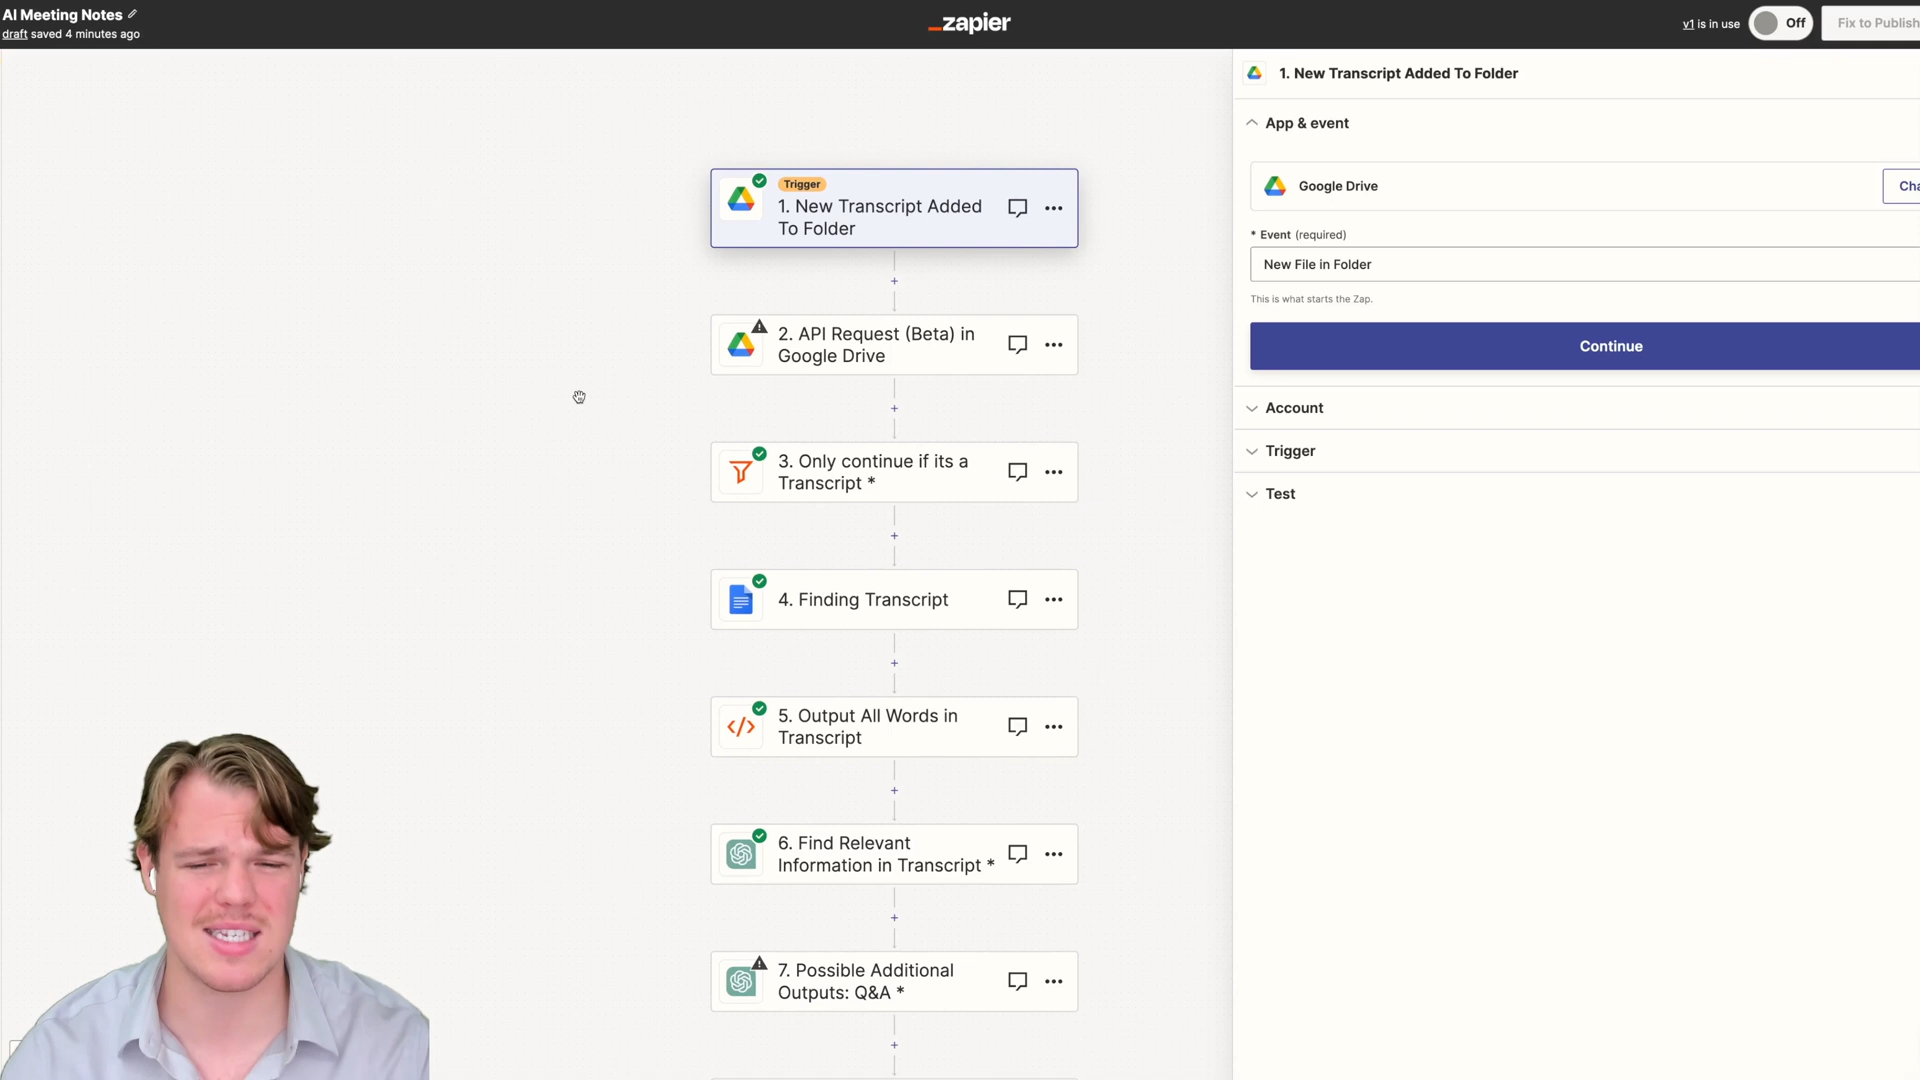 AI Meeting Notes
draft saved 4 minutes ago
zapier
v1 is in use
Off
Fix to Publish
Trigger
1. New Transcript Added
To Folder
2. API Request (Beta) in
Google Drive
3. Only continue if its a
Transcript *
4. Finding Transcript
5. Output All Words in
Transcript
6. Find Relevant
Information in Transcript *
7. Possible Additional
Outputs: Q&A *
1. New Transcript Added To Folder
App & event
Google Drive
Cha
* Event (required)
New File in Folder
This is what starts the Zap.
Continue
Account
Trigger
Test